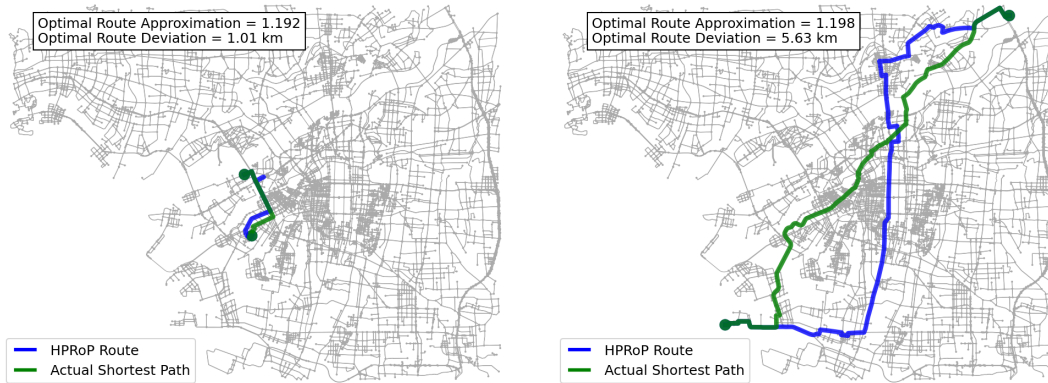 Optimal Route Approximation = 1.192
Optimal Route Deviation = 1.01 km
HPRoP Route
Actual Shortest Path
Optimal Route Approximation = 1.198
Optimal Route Deviation = 5.63 km
HPRoP Route
Actual Shortest Path